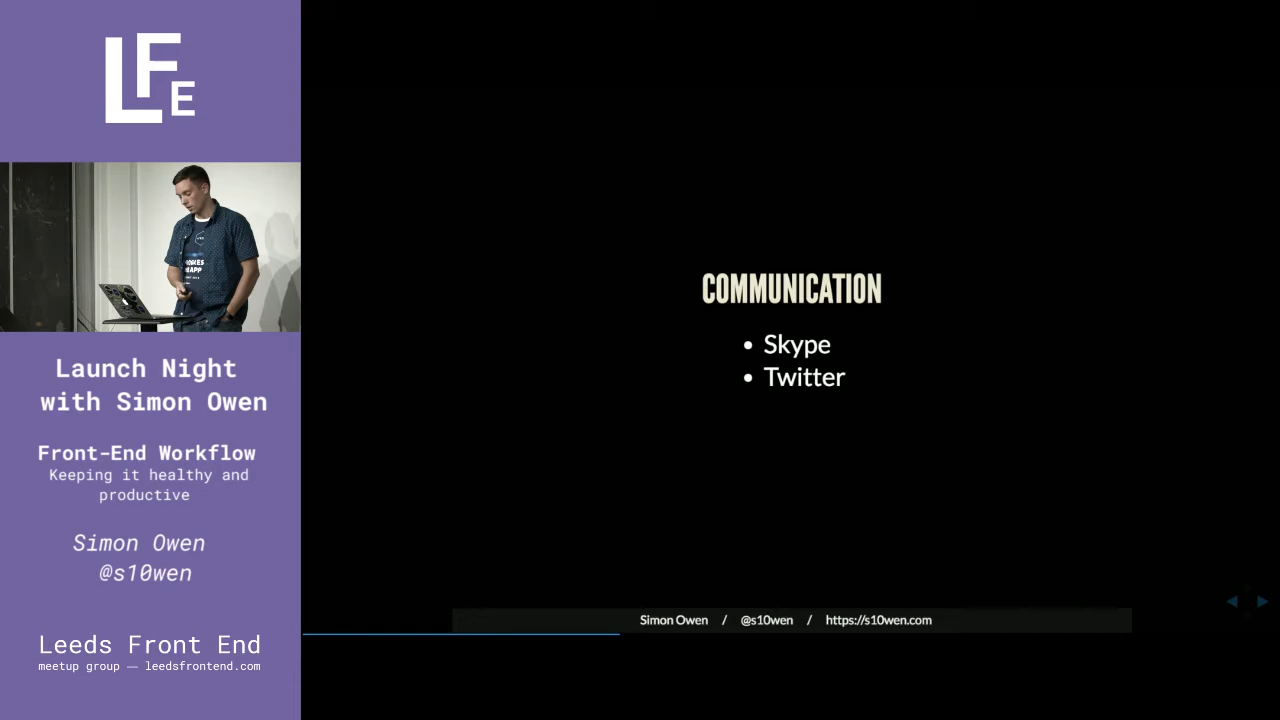 LFE
Launch Night
with Simon Owen
Front-End Workflow
Keeping it healthy and
productive
Simon Owen
@s10wen
Leeds Front End
meetup group — leedsfrontend.com
COMMUNICATION
• Skype
• Twitter
Simon Owen / @s10wen / https://s10wen.com